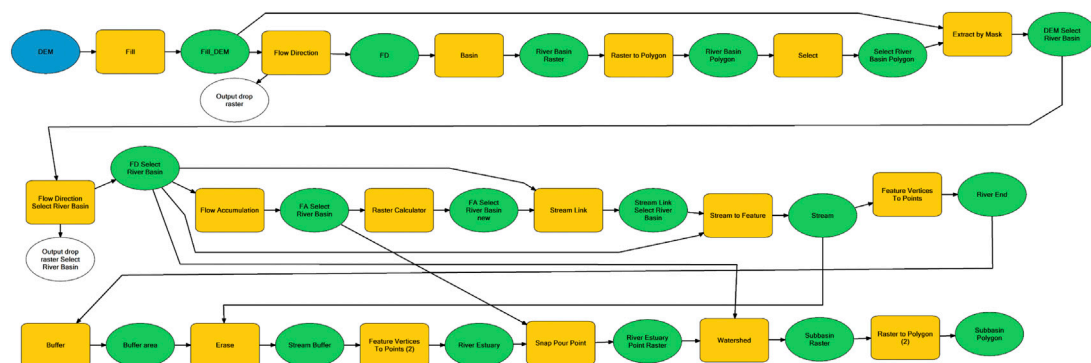 DEM
Fill
Fill_DEM
Flow Direction
FD
Basin
River Basin
Raster
Raster to Polygon
River Basin
Polygon
Select
Select River
Basin Polygon
Extract by Mask
DEM Select
River Basin
Output drop
raster
Flow Direction
Select River Basin
FD Select
River Basin
Flow Accumulation
FA Select
River Basin
Raster Calculator
FA Select
River Basin
new
Stream Link
Stream Link
Select River
Basin
Stream to Feature
Stream
Feature Vertices
To Points
River End
Output drop
raster Select
River Basin
Buffer
Buffer area
Erase
Stream Buffer
Feature Vertices
To Points (2)
River Estuary
Snap Pour Point
River Estuary
Point Raster
Watershed
Subbasin
Raster
Raster to Polygon
(2)
Subbasin
Polygon